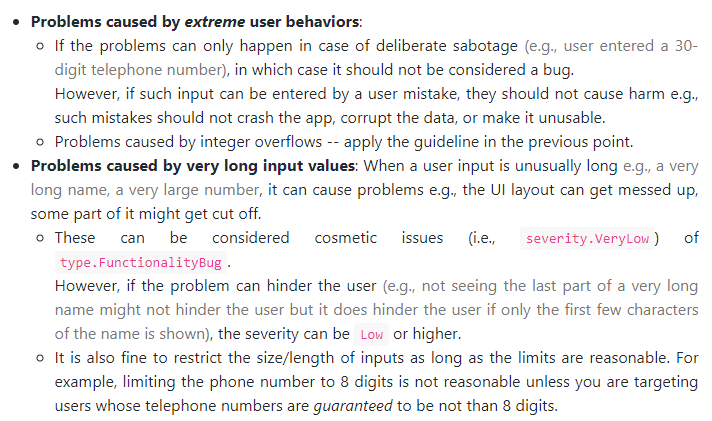 Problems caused by extreme user behaviors:
If the problems can only happen in case of deliberate sabotage (e.g., user entered a 30-
digit telephone number), in which case it should not be considered a bug.
However, if such input can be entered by a user mistake, they should not cause harm e.g.,
such mistakes should not crash the app, corrupt the data, or make it unusable.
Problems caused by integer overflows -- apply the guideline in the previous point.
Problems caused by very long input values: When a user input is unusually long e.g., a very
long name, a very large number, it can cause problems e.g., the UI layout can get messed up,
some part of it might get cut off.
These can be considered cosmetic issues (i.e., severity.VeryLow ) of
type.FunctionalityBug .
However, if the problem can hinder the user (e.g., not seeing the last part of a very long
name might not hinder the user but it does hinder the user if only the first few characters
of the name is shown), the severity can be Low or higher.
It is also fine to restrict the size/length of inputs as long as the limits are reasonable. For
example, limiting the phone number to 8 digits is not reasonable unless you are targeting
users whose telephone numbers are guaranteed to be not than 8 digits.